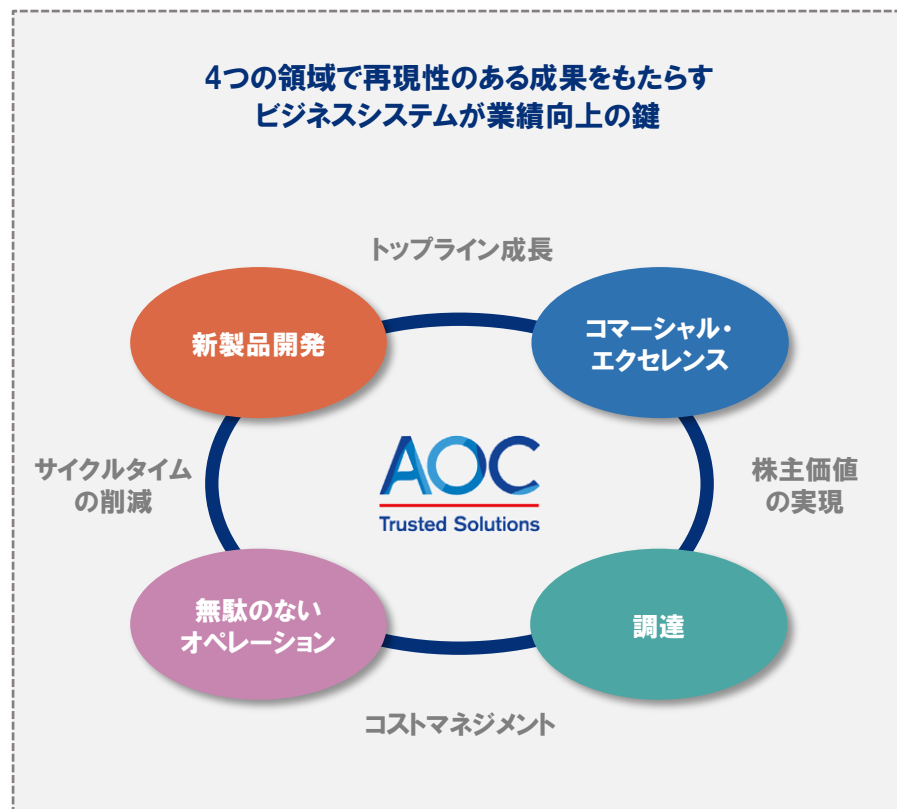 4つの領域で再現性のある成果をもたらす
ビジネスシステムが業績向上の鍵
トップライン成長
新製品開発
コマーシャル・
エクセレンス
サイクルタイム
の削減
AOC
Trusted Solutions
株主価値
の実現
無駄のない
オペレーション
調達
コストマネジメント